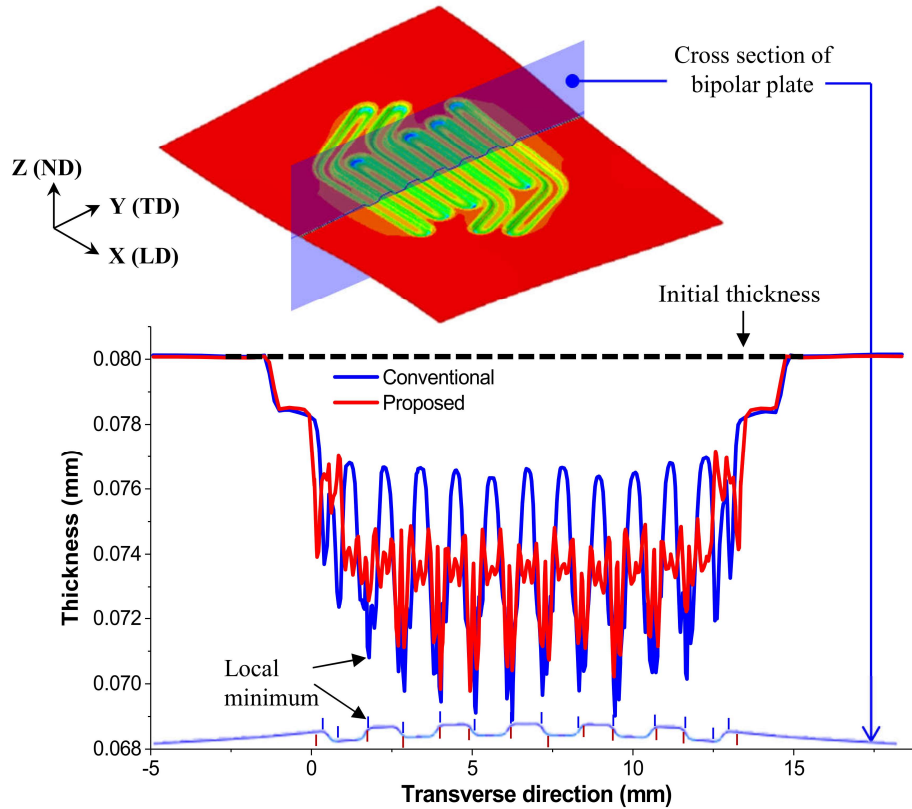 Cross section of
bipolar plate
Z (ND)
Y (TD)
X (LD)
Initial thickness
Conventional
Proposed
Local
minimum
Thickness (mm)
0.080
0.078
0.076
0.074
0.072
0.070
0.068
-5
0
5
10
15
Transverse direction (mm)